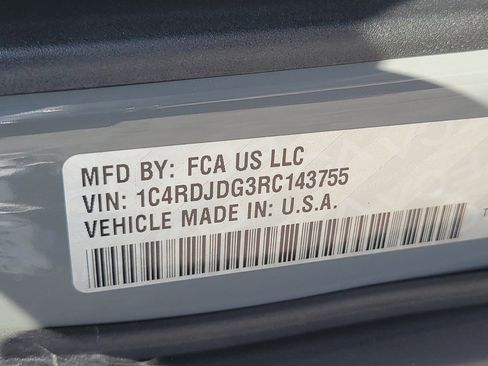 MFD BY: FCA US LLC
VIN: 1C4RDJDG3RC143755
VEHICLE MADE IN: U.S.A.